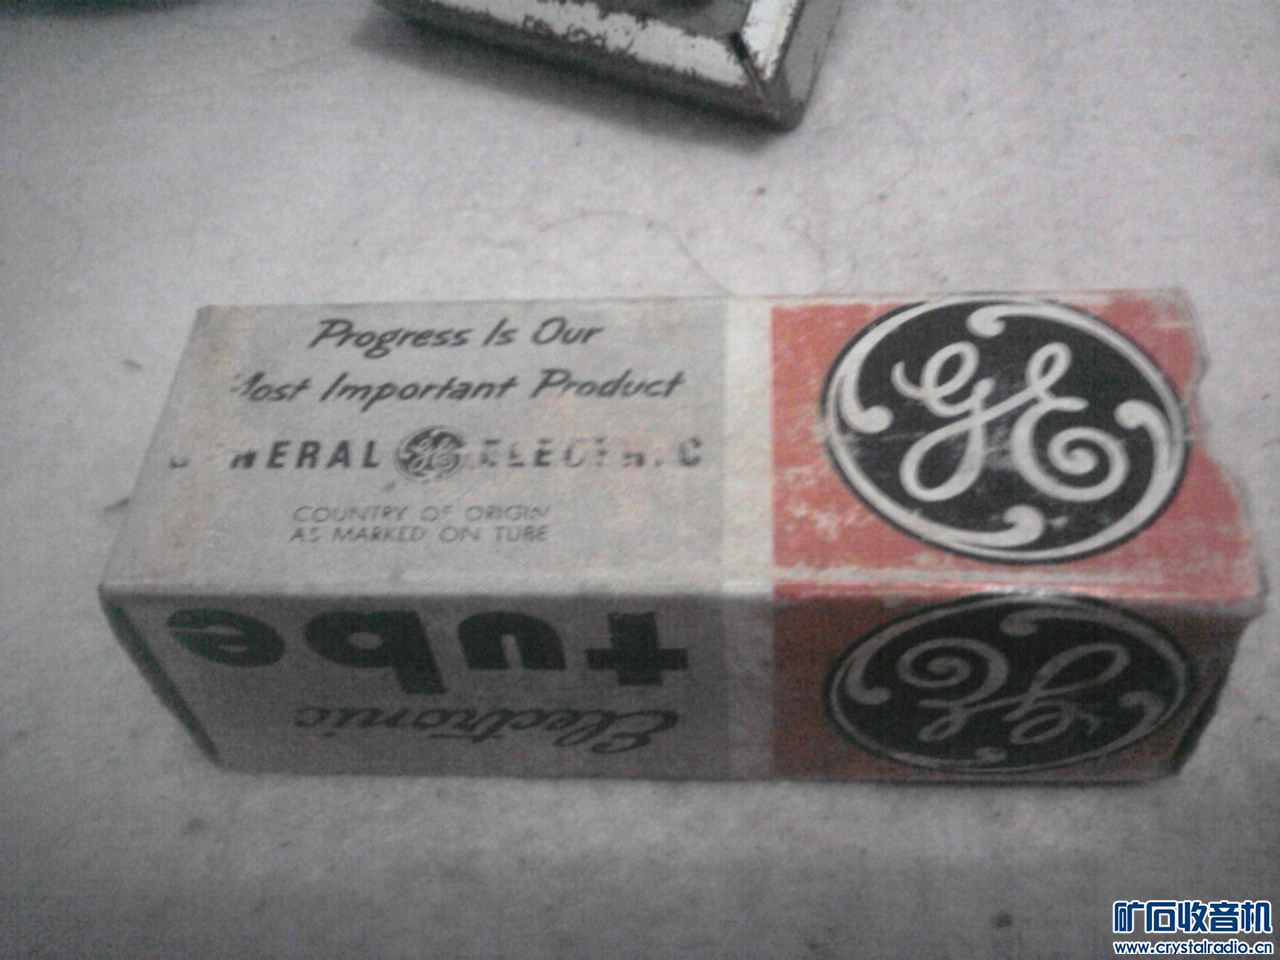 Progress Is Our
Most Important Product
GENERAL GE ELECTRIC
COUNTRY OF ORIGIN
AS MARKED ON TUBE
GE
Electronic
tube
GE
矿石收音机
www.crystalradio.cn